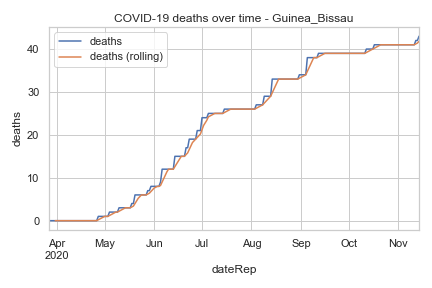 COVID-19 deaths over time - Guinea_Bissau
deaths
deaths (rolling)
40
30
20
10
0
deaths
Apr
2020
May
Jun
Jul
Aug
Sep
Oct
Nov
dateRep